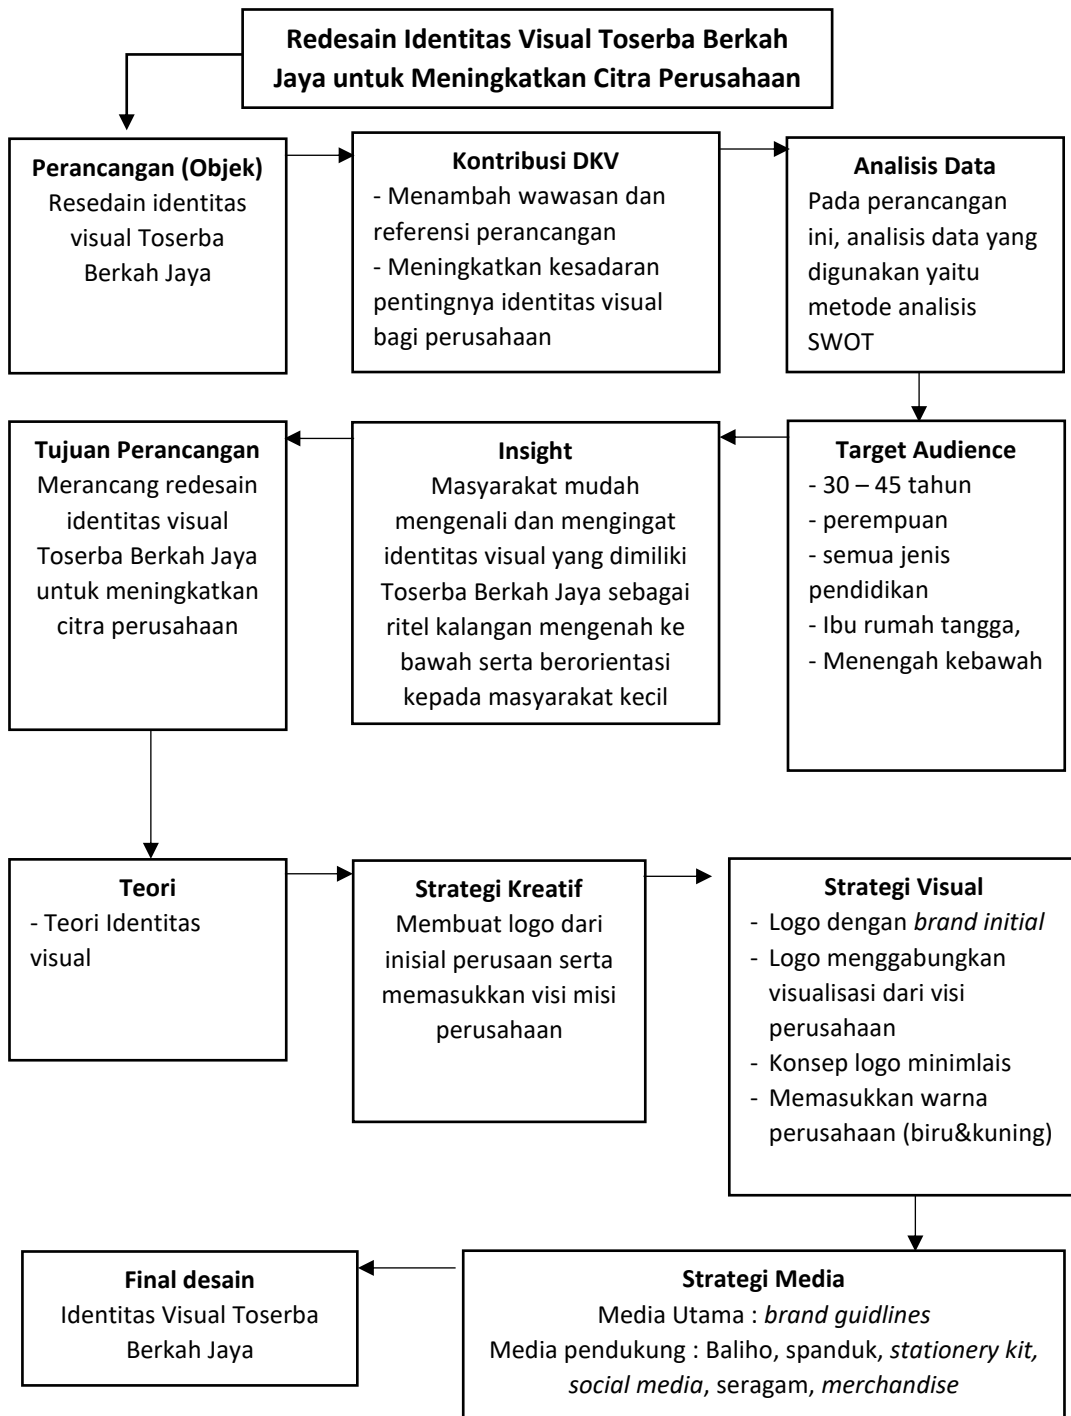 Redesain Identitas Visual Toserba Berkah
Jaya untuk Meningkatkan Citra Perusahaan
Perancangan (Objek)
Resedain identitas
visual Toserba
Berkah Jaya
Kontribusi DKV
- Menambah wawasan dan
referensi perancangan
- Meningkatkan kesadaran
pentingnya identitas visual
bagi perusahaan
Analisis Data
Pada perancangan
ini, analisis data yang
digunakan yaitu
metode analisis
SWOT
Target Audience
- 30 – 45 tahun
- perempuan
- semua jenis
pendidikan
- Ibu rumah tangga,
- Menengah kebawah
Insight
Masyarakat mudah
mengenali dan mengingat
identitas visual yang dimiliki
Toserba Berkah Jaya sebagai
ritel kalangan mengenah ke
bawah serta berorientasi
kepada masyarakat kecil
Tujuan Perancangan
Merancang redesain
identitas visual
Toserba Berkah Jaya
untuk meningkatkan
citra perusahaan
Teori
- Teori Identitas
visual
Strategi Kreatif
Membuat logo dari
inisial perusaan serta
memasukkan visi misi
perusahaan
Strategi Visual
- Logo dengan brand initial
- Logo menggabungkan
visualisasi dari visi
perusahaan
- Konsep logo minimlais
- Memasukkan warna
perusahaan (biru&kuning)
Strategi Media
Media Utama : brand guidlines
Media pendukung : Baliho, spanduk, stationery kit,
social media, seragam, merchandise
Final desain
Identitas Visual Toserba
Berkah Jaya